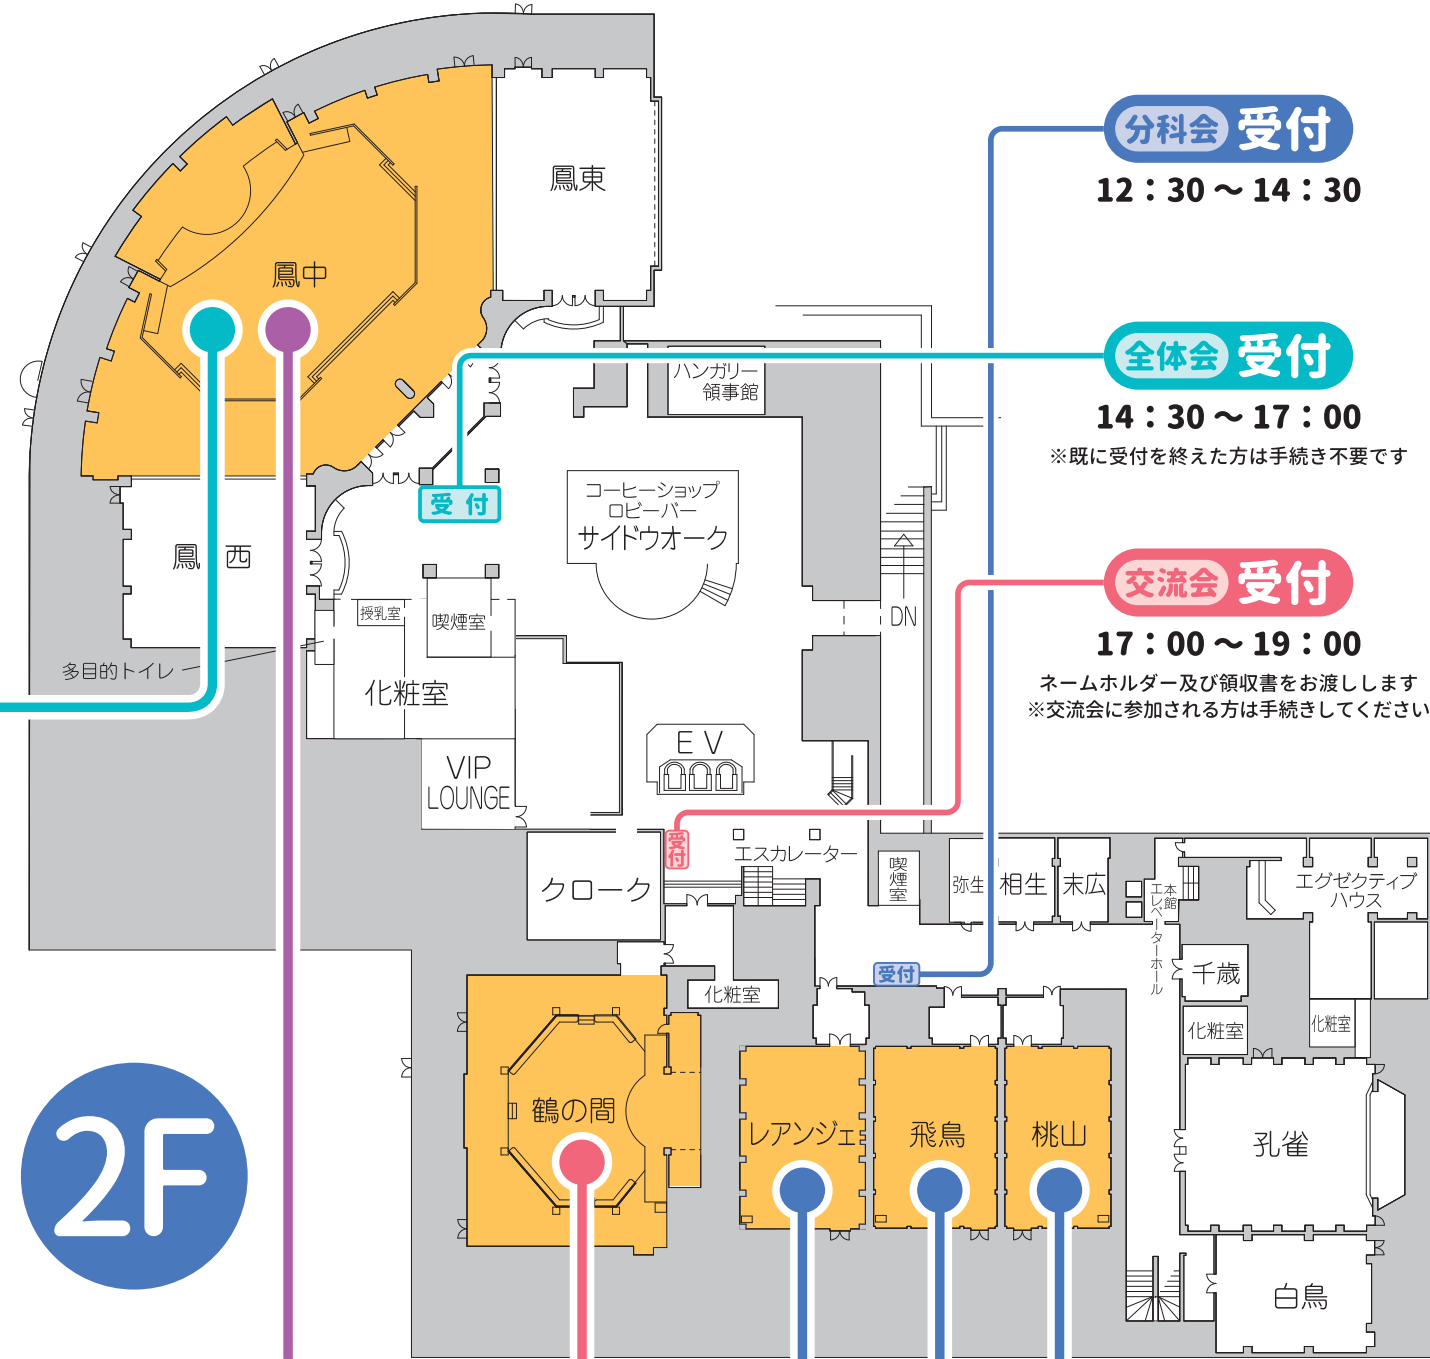 分科会 受付
12：30 〜 14：30
全体会 受付
14：30 〜 17：00
※既に受付を終えた方は手続き不要です
交流会 受付
17：00 〜 19：00
ネームホルダー及び領収書をお渡しします
※交流会に参加される方は手続きしてください
鳳東
鳳中
ハンガリー
領事館
受 付
コーヒーショップ
ロビーバー
サイドウオーク
鳳 西
授乳室
喫煙室
DN
多目的トイレ
化粧室
EV
VIP
LOUNGE
受付
エスカレーター
クローク
喫煙室
弥生
相生
末広
本館
エレベーターホール
エグゼクティブ
ハウス
受付
千歳
化粧室
化粧室
化粧室
鶴の間
レアンジェ
飛鳥
桃山
孔雀
白鳥
2F